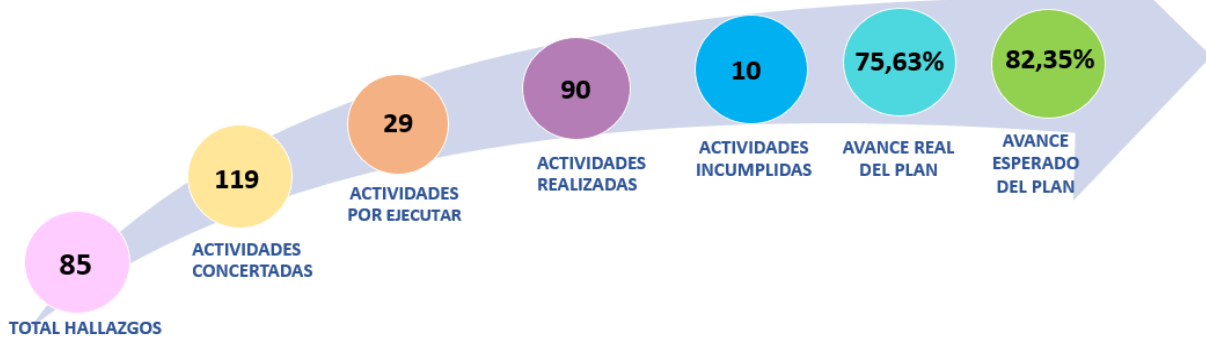 85
TOTAL HALLAZGOS
119
ACTIVIDADES
CONCERTADAS
29
ACTIVIDADES
POR EJECUTAR
90
ACTIVIDADES
REALIZADAS
10
ACTIVIDADES
INCUMPLIDAS
75,63%
AVANCE REAL
DEL PLAN
82,35%
AVANCE
ESPERADO
DEL PLAN